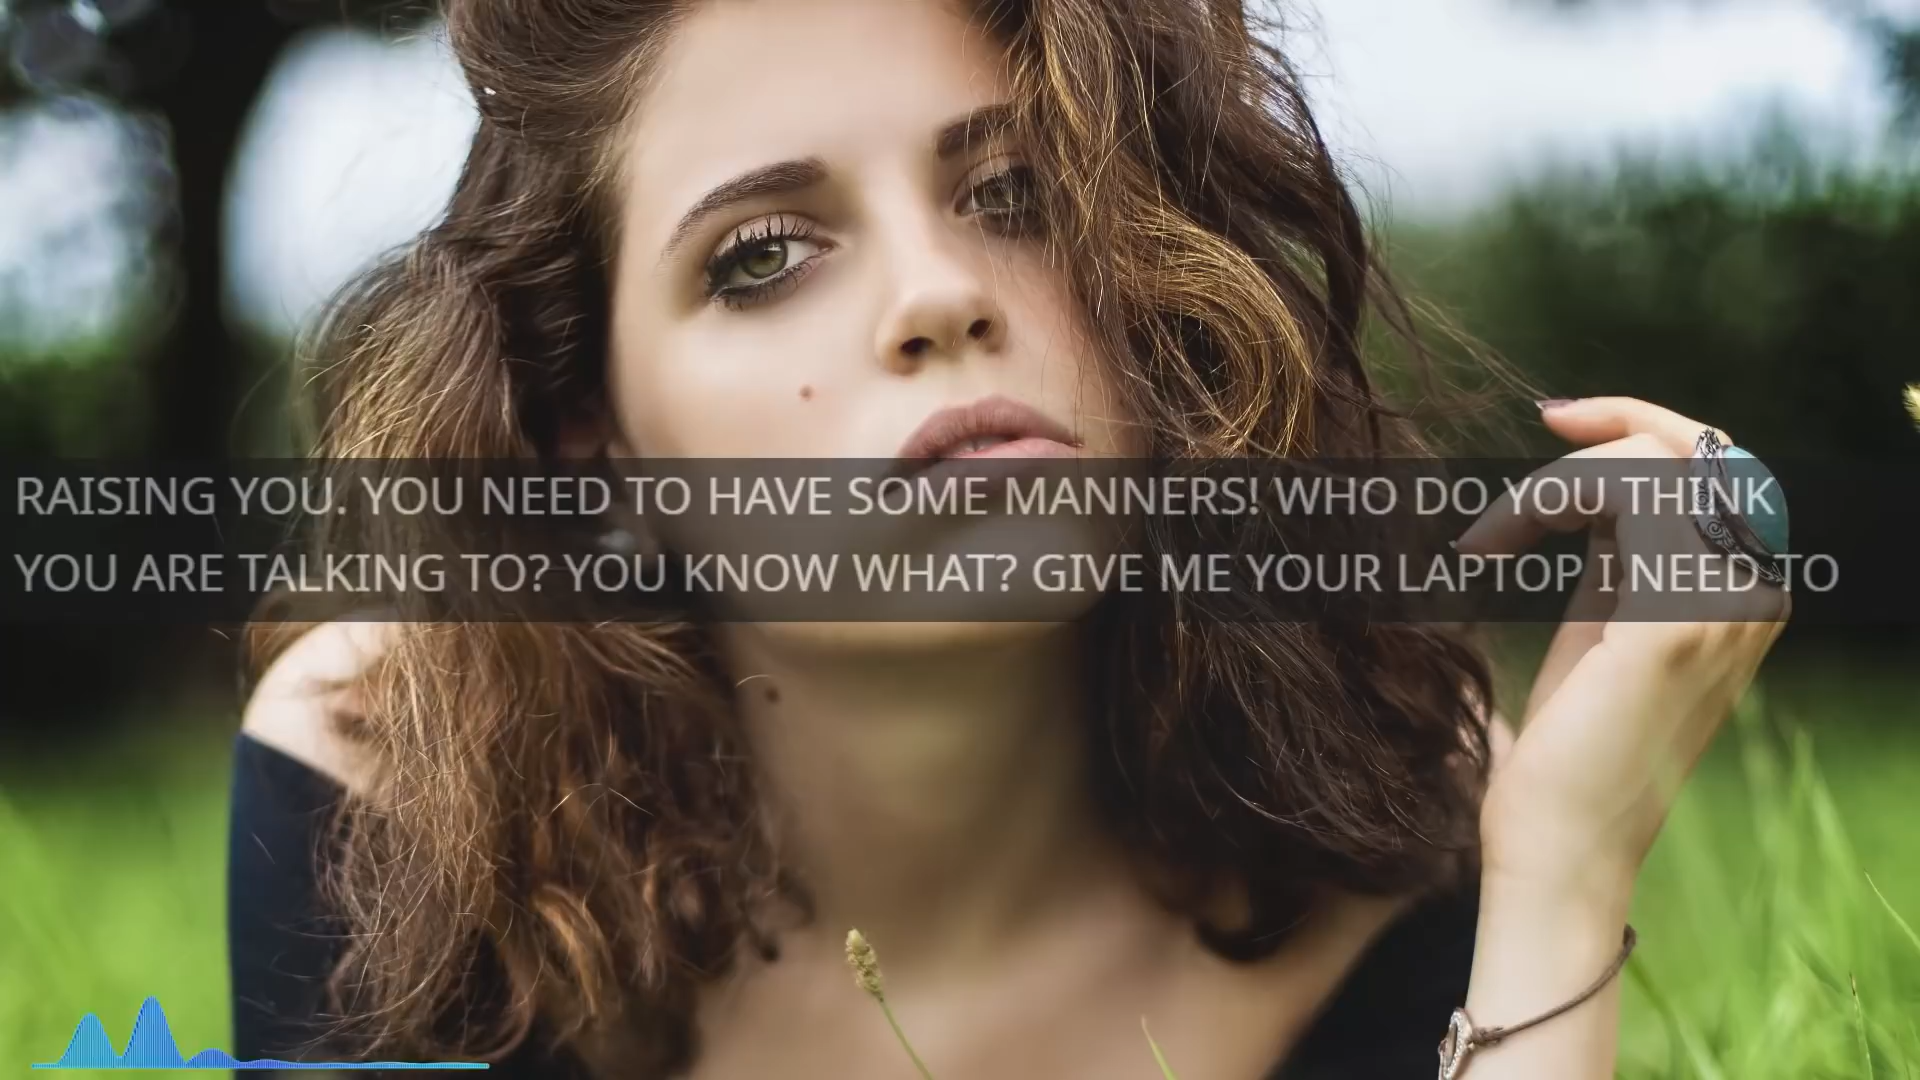 RAISING YOU. YOU NEED TO HAVE SOME MANNERS! WHO DO YOU THINK
YOU ARE TALKING TO? YOU KNOW WHAT? GIVE ME YOUR LAPTOP I NEED TO